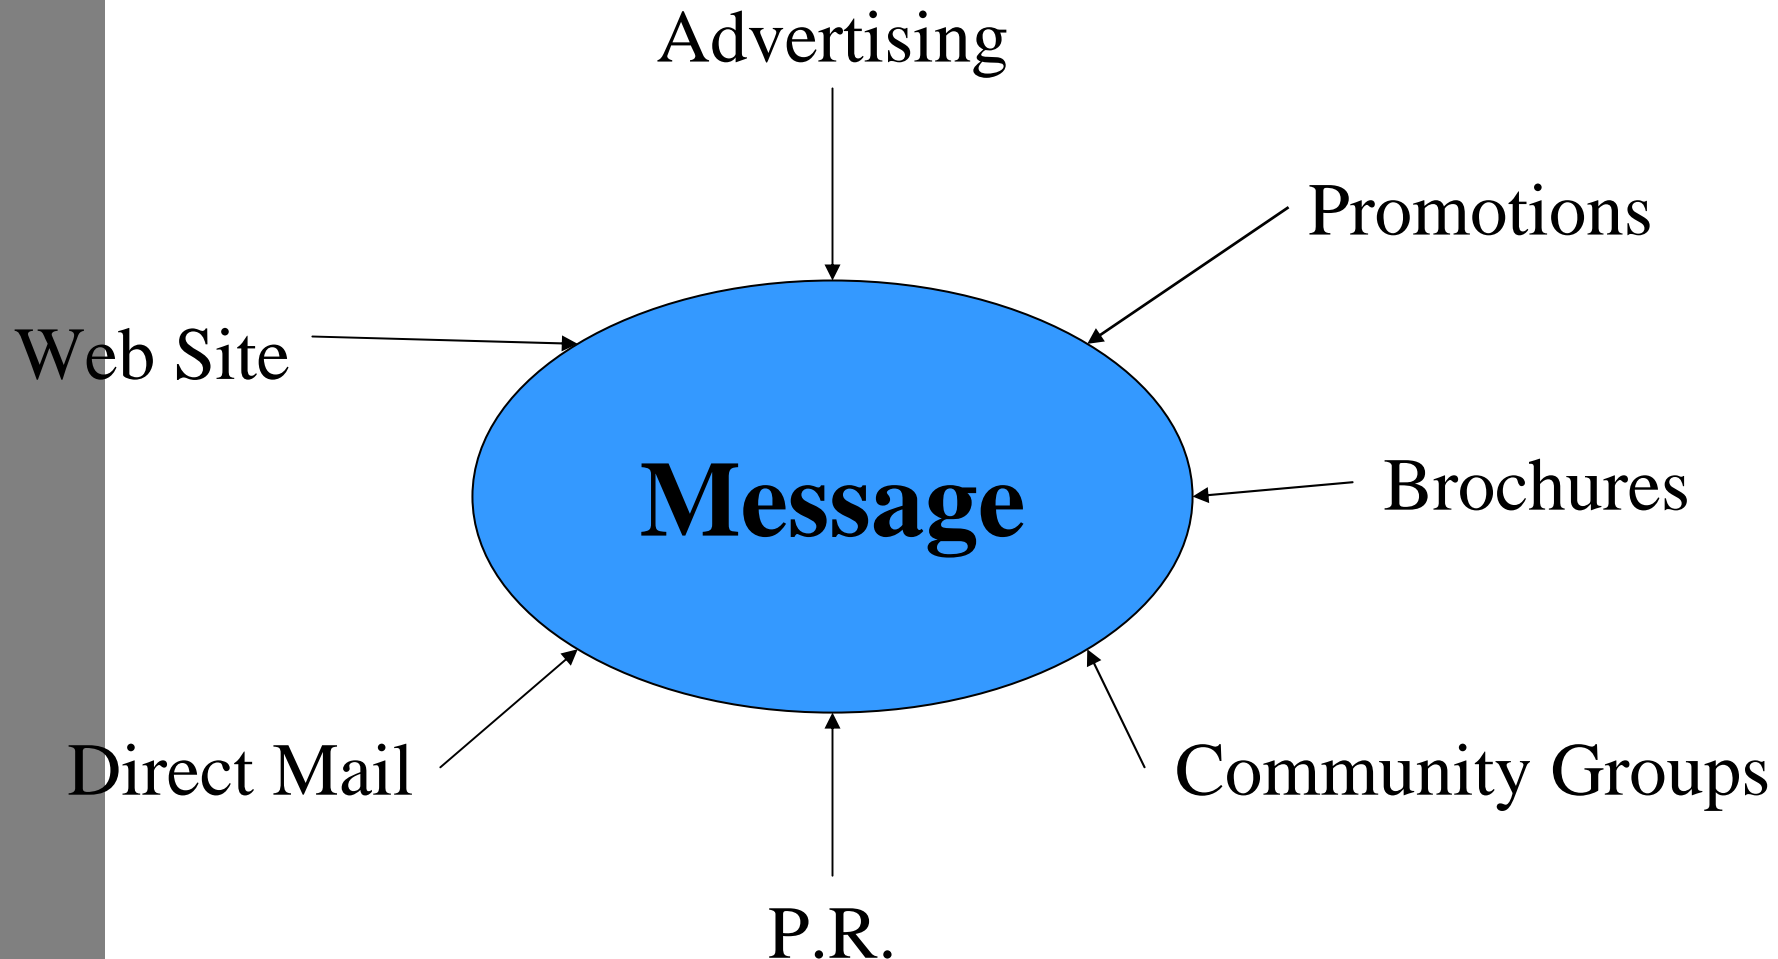 Advertising
Promotions
Web Site
Message
Brochures
Direct Mail
Community Groups
P.R.